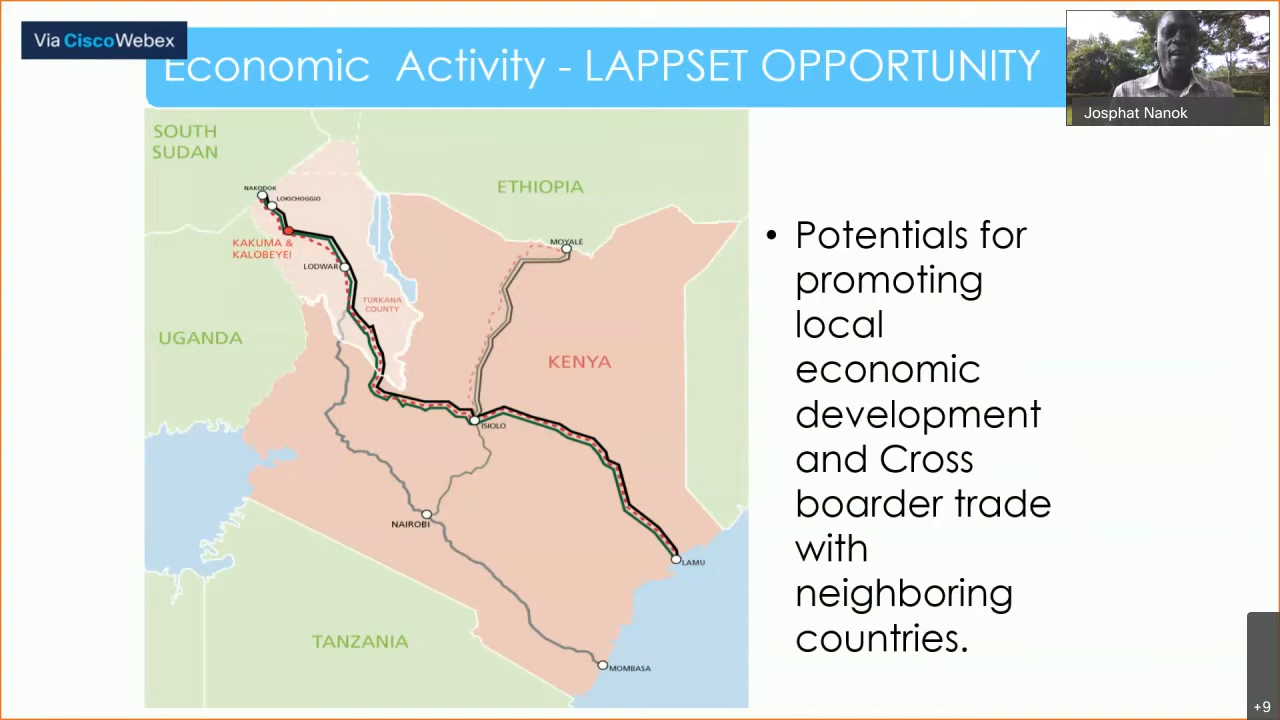 Via CiscoWebex
Economic Activity - LAPPSET OPPORTUNITY
Josphat Nanok
SOUTH
SUDAN
ETHIOPIA
NAKODOK
LOKICHOGGIO
KAKUMA &
KALOBEYEI
LODWAR
MOYALE
TURKANA
COUNTY
UGANDA
KENYA
ISIOLO
NAIROBI
LAMU
TANZANIA
MOMBASA
• Potentials for
promoting
local
economic
development
and Cross
boarder trade
with
neighboring
countries.
+9